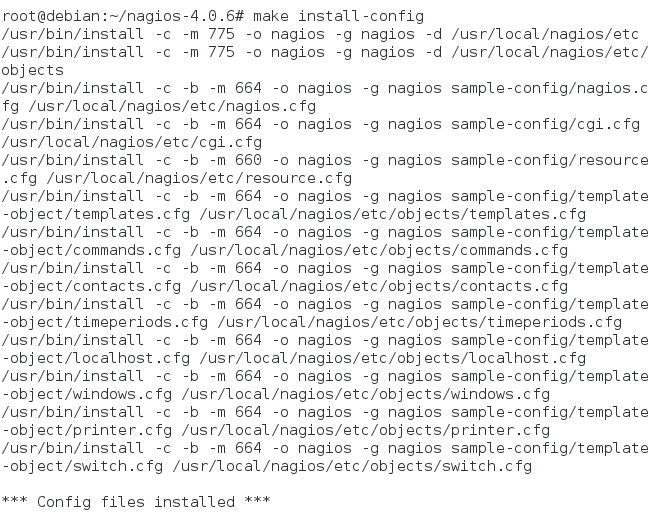 root@debian:~/nagios-4.0.6# make install-config
/usr/bin/install -c -m 775 -o nagios -g nagios -d /usr/local/nagios/etc
/usr/bin/install -c -m 775 -o nagios -g nagios -d /usr/local/nagios/etc/
objects
/usr/bin/install -c -b -m 664 -o nagios -g nagios sample-config/nagios.c
fg /usr/local/nagios/etc/nagios.cfg
/usr/bin/install -c -b -m 664 -o nagios -g nagios sample-config/cgi.cfg
/usr/local/nagios/etc/cgi.cfg
/usr/bin/install -c -b -m 660 -o nagios -g nagios sample-config/resource
.cfg /usr/local/nagios/etc/resource.cfg
/usr/bin/install -c -b -m 664 -o nagios -g nagios sample-config/template
-object/templates.cfg /usr/local/nagios/etc/objects/templates.cfg
/usr/bin/install -c -b -m 664 -o nagios -g nagios sample-config/template
-object/commands.cfg /usr/local/nagios/etc/objects/commands.cfg
/usr/bin/install -c -b -m 664 -o nagios -g nagios sample-config/template
-object/contacts.cfg /usr/local/nagios/etc/objects/contacts.cfg
/usr/bin/install -c -b -m 664 -o nagios -g nagios sample-config/template
-object/timeperiods.cfg /usr/local/nagios/etc/objects/timeperiods.cfg
/usr/bin/install -c -b -m 664 -o nagios -g nagios sample-config/template
-object/localhost.cfg /usr/local/nagios/etc/objects/localhost.cfg
/usr/bin/install -c -b -m 664 -o nagios -g nagios sample-config/template
-object/windows.cfg /usr/local/nagios/etc/objects/windows.cfg
/usr/bin/install -c -b -m 664 -o nagios -g nagios sample-config/template
-object/printer.cfg /usr/local/nagios/etc/objects/printer.cfg
/usr/bin/install -c -b -m 664 -o nagios -g nagios sample-config/template
-object/switch.cfg /usr/local/nagios/etc/objects/switch.cfg
*** Config files installed ***